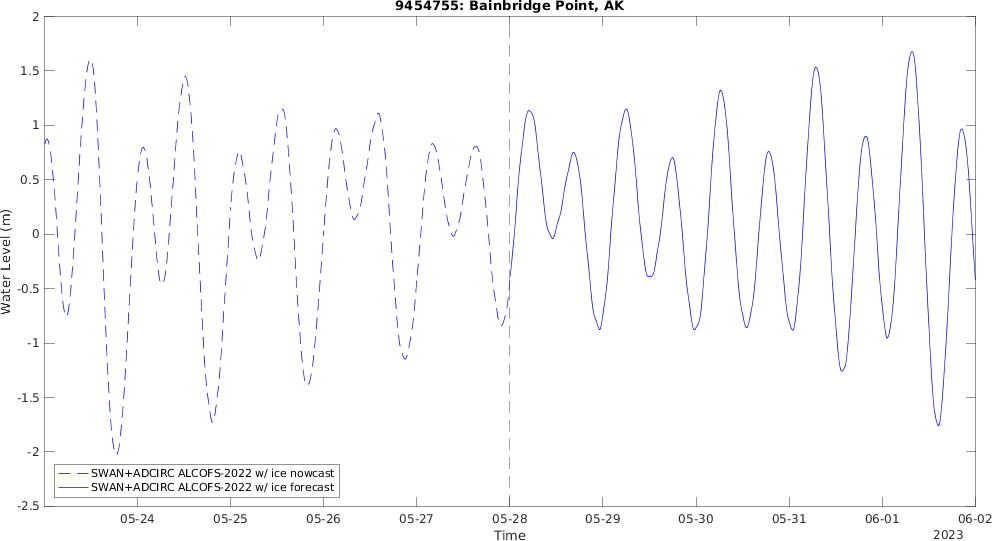 9454755: Bainbridge Point, AK
2
1.5
1
0.5
0
-0.5
-1
-1.5
-2
-2.5
Water Level (m)
SWAN+ADCIRC ALCOFS-2022 w/ ice nowcast
SWAN+ADCIRC ALCOFS-2022 w/ ice forecast
05-24 05-25 05-26 05-27 05-28 05-29 05-30 05-31 06-01 06-02
Time
2023